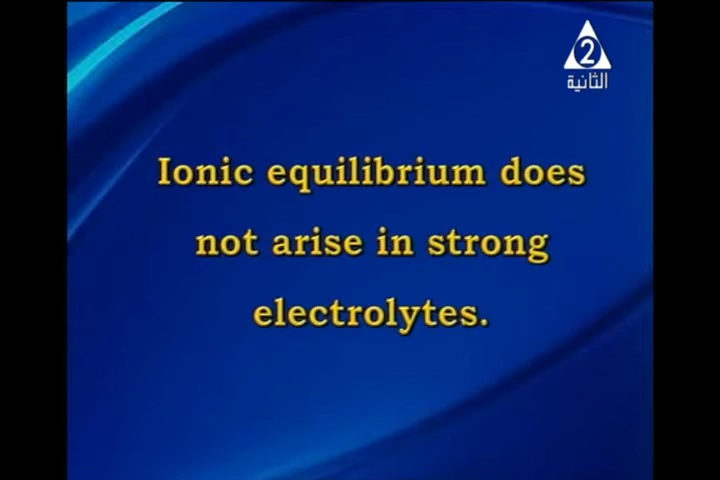 2
الثانية
Ionic equilibrium does
not arise in strong
electrolytes.